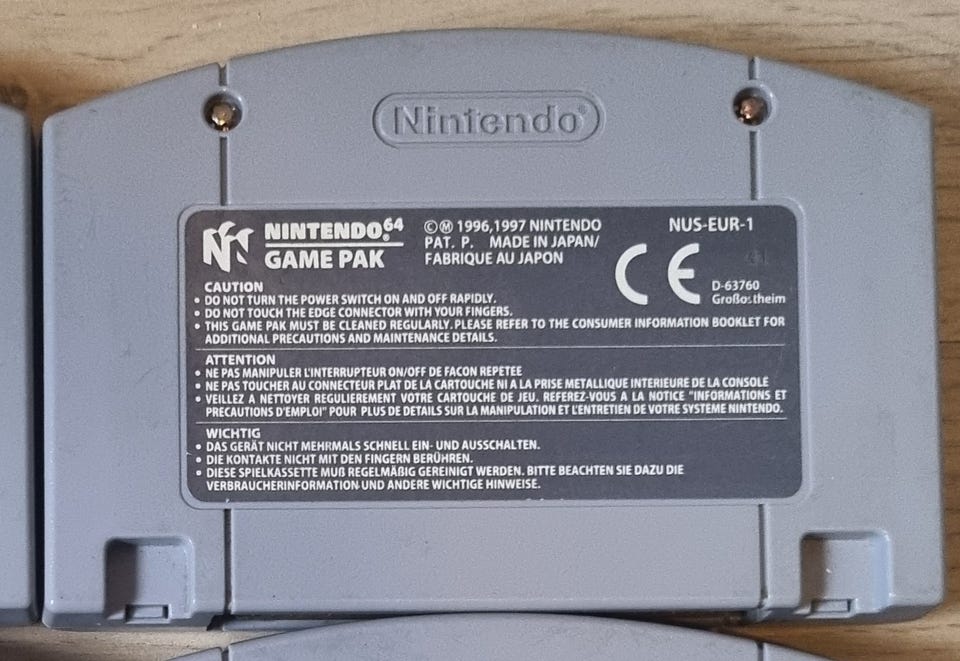 Nintendo®
NINTENDO®64
GAME PAK
©Ⓜ 1996,1997 NINTENDO
PAT. P. MADE IN JAPAN/
FABRIQUE AU JAPON
NUS-EUR-1
CE
D-63760
Großostheim
CAUTION
• DO NOT TURN THE POWER SWITCH ON AND OFF RAPIDLY.
• DO NOT TOUCH THE EDGE CONNECTOR WITH YOUR FINGERS.
• THIS GAME PAK MUST BE CLEANED REGULARLY. PLEASE REFER TO THE CONSUMER INFORMATION BOOKLET FOR
ADDITIONAL PRECAUTIONS AND MAINTENANCE DETAILS.
ATTENTION
• NE PAS MANIPULER L'INTERRUPTEUR ON/OFF DE FACON REPETEE
• NE PAS TOUCHER AU CONNECTEUR PLAT DE LA CARTOUCHE NI A LA PRISE METALLIQUE INTERIEURE DE LA CONSOLE
• VEILLEZ A NETTOYER REGULIEREMENT VOTRE CARTOUCHE DE JEU. REFEREZ-VOUS A LA NOTICE "INFORMATIONS ET
PRECAUTIONS D'EMPLOI" POUR PLUS DE DETAILS SUR LA MANIPULATION ET L'ENTRETIEN DE VOTRE SYSTEME NINTENDO.
WICHTIG
• DAS GERÄT NICHT MEHRMALS SCHNELL EIN- UND AUSSCHALTEN.
• DIE KONTAKTE NICHT MIT DEN FINGERN BERÜHREN.
• DIESE SPIELKASSETTE MUß REGELMÄßIG GEREINIGT WERDEN. BITTE BEACHTEN SIE DAZU DIE
VERBRAUCHERINFORMATION UND ANDERE WICHTIGE HINWEISE.